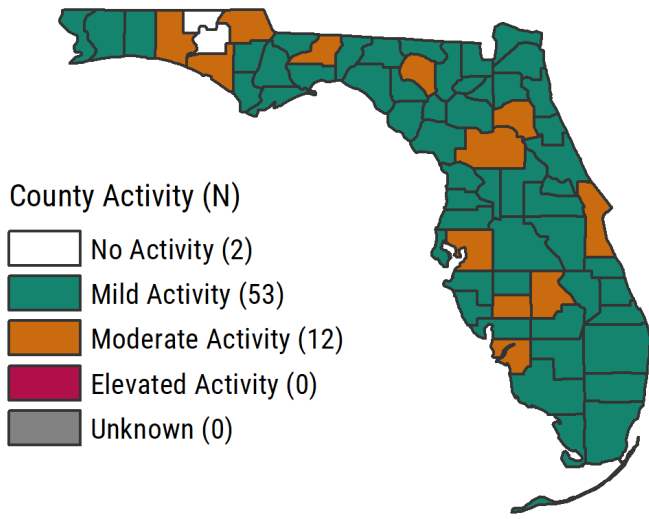 County Activity (N)
No Activity (2)
Mild Activity (53)
Moderate Activity (12)
Elevated Activity (0)
Unknown (0)